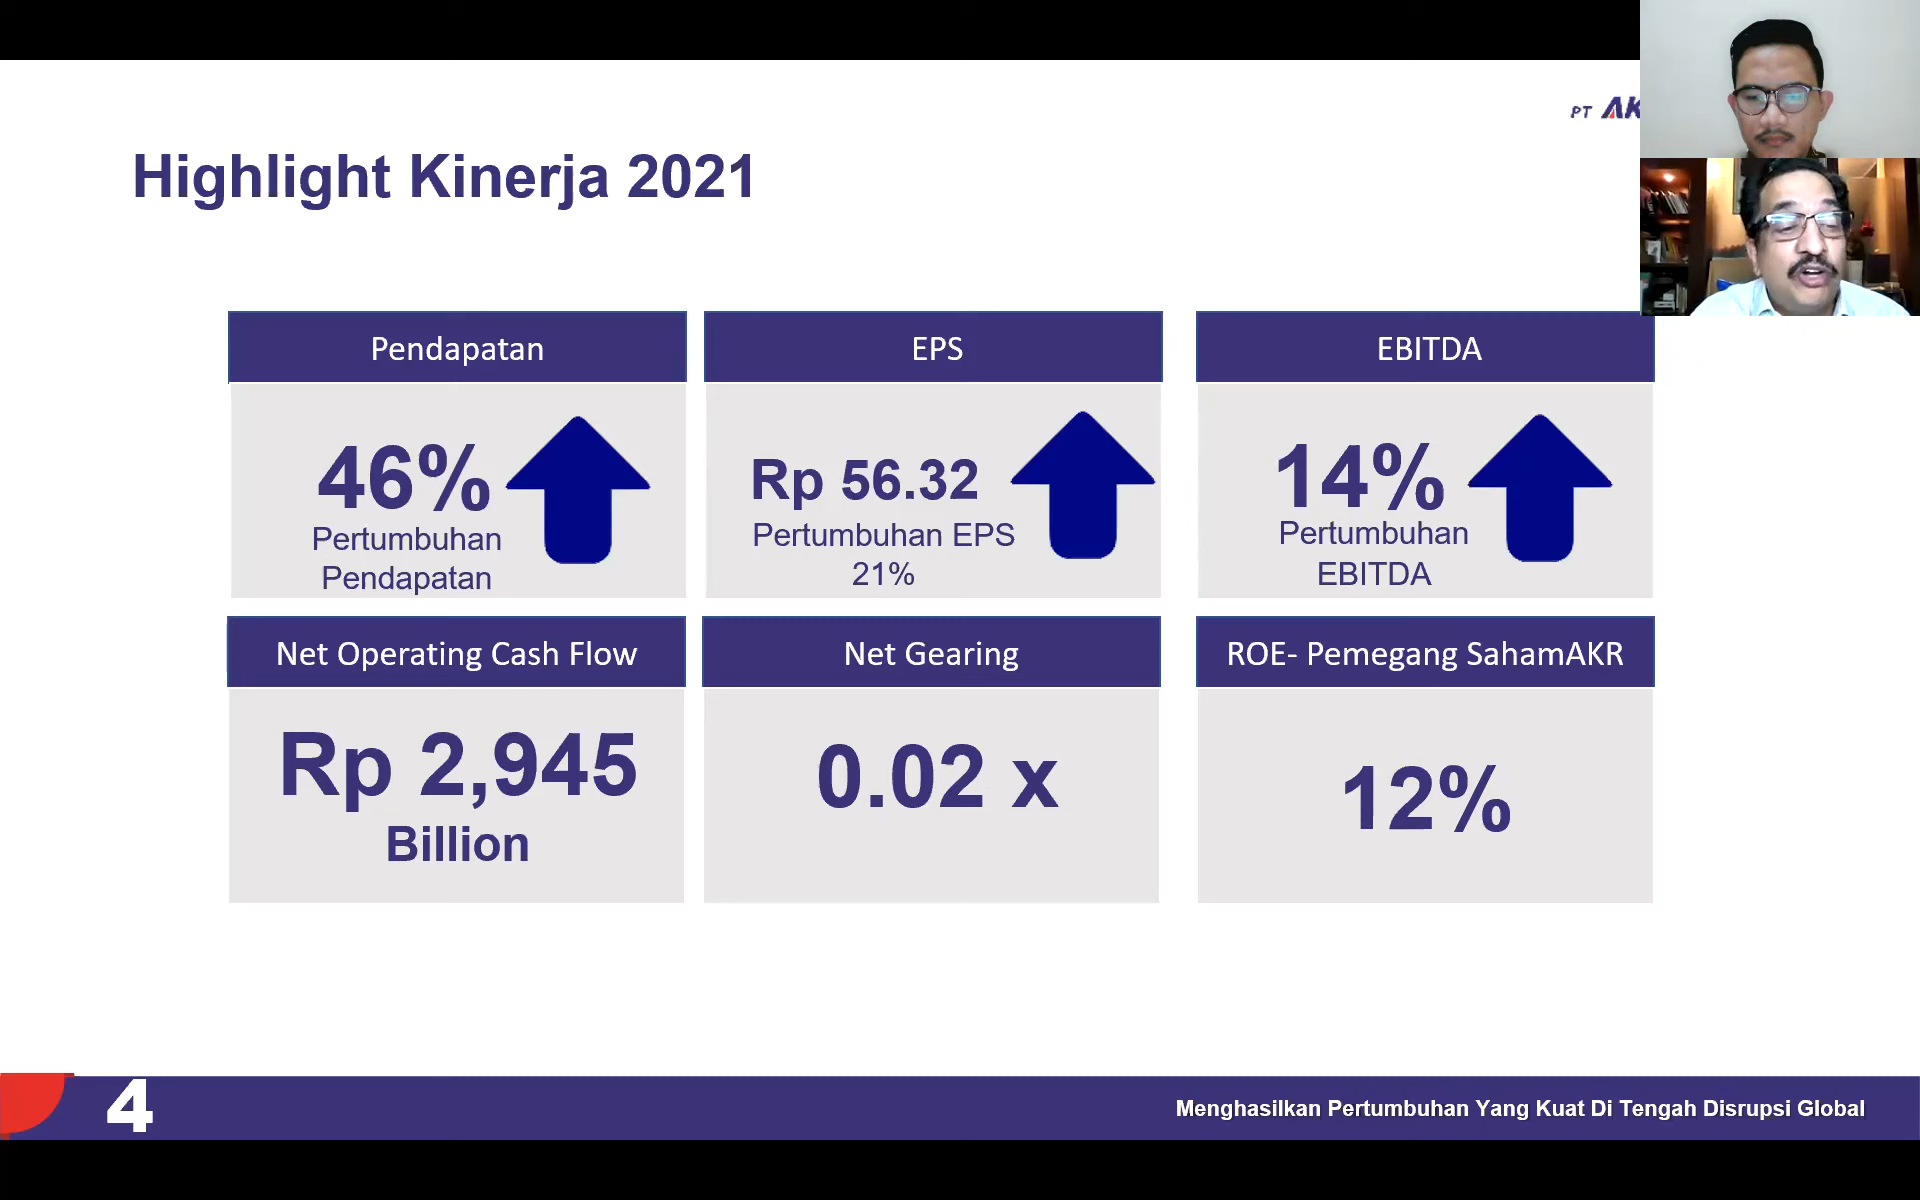 PT AK
Highlight Kinerja 2021
Pendapatan
46%
Pertumbuhan
Pendapatan
EPS
Rp 56.32
Pertumbuhan EPS
21%
EBITDA
14%
Pertumbuhan
EBITDA
Net Operating Cash Flow
Rp 2,945
Billion
Net Gearing
0.02 x
ROE- Pemegang SahamAKR
12%
4
Menghasilkan Pertumbuhan Yang Kuat Di Tengah Disrupsi Global